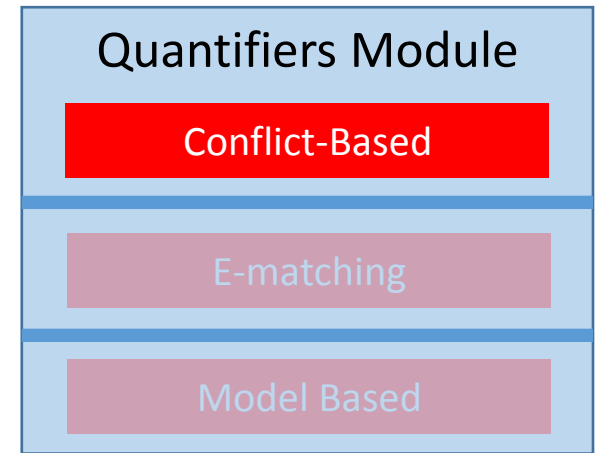 Quantifiers Module
Conflict-Based
E-matching
Model Based